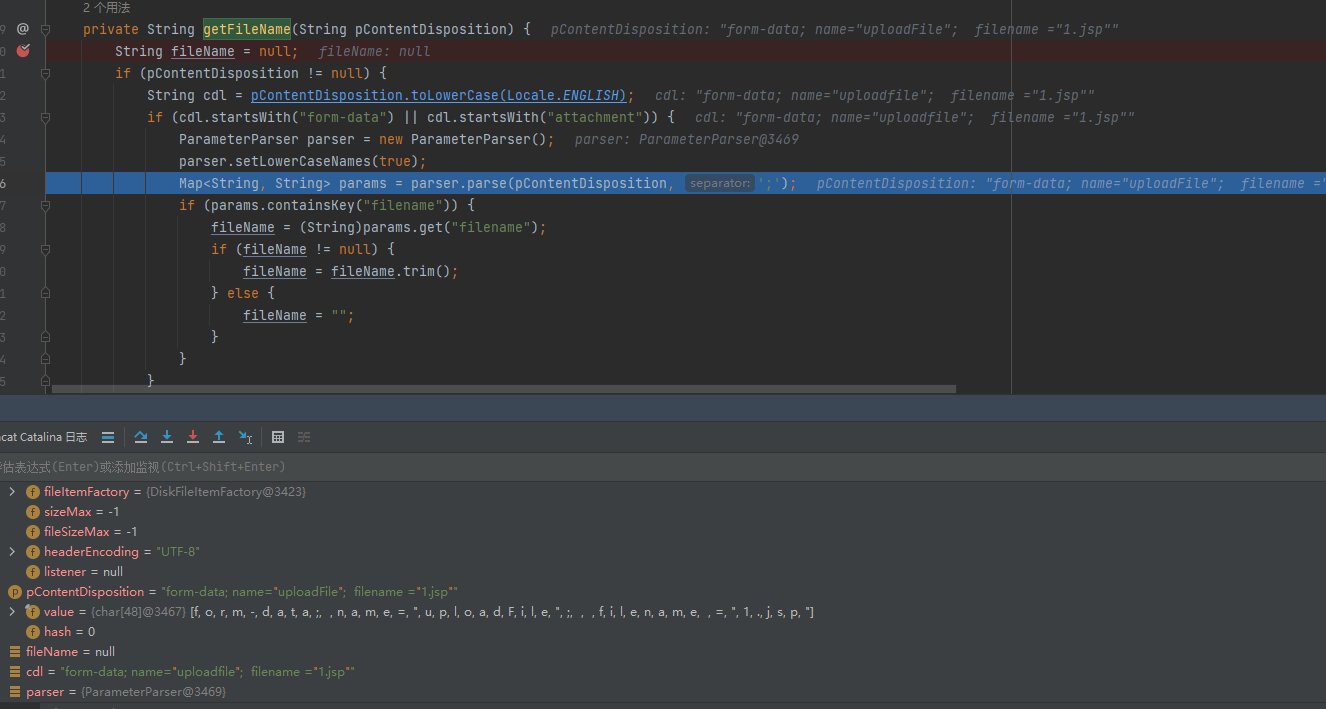 2 个用法
9 @ private String getFileName(String pContentDisposition) { pContentDisposition: "form-data; name="uploadFile";  filename ="1.jsp""
0 String fileName = null; fileName: null
1 if (pContentDisposition != null) {
2 String cdl = pContentDisposition.toLowerCase(Locale.ENGLISH); cdl: "form-data; name="uploadfile";  filename ="1.jsp""
3 if (cdl.startsWith("form-data") || cdl.startsWith("attachment")) { cdl: "form-data; name="uploadfile";  filename ="1.jsp""
4 ParameterParser parser = new ParameterParser(); parser: ParameterParser@3469
5 parser.setLowerCaseNames(true);
6 Map<String, String> params = parser.parse(pContentDisposition, separator: ';'); pContentDisposition: "form-data; name="uploadFile";  filename ="
7 if (params.containsKey("filename")) {
8 fileName = (String)params.get("filename");
9 if (fileName != null) {
0 fileName = fileName.trim();
1 } else {
2 fileName = "";
3 }
4 }
5 }
cat Catalina 日志
估表达式(Enter)或添加监视(Ctrl+Shift+Enter)
f fileItemFactory = {DiskFileItemFactory@3423}
f sizeMax = -1
f fileSizeMax = -1
f headerEncoding = "UTF-8"
f listener = null
p pContentDisposition = "form-data; name="uploadFile";  filename ="1.jsp""
f value = {char[48]@3467} [f, o, r, m, -, d, a, t, a, ;,  , n, a, m, e, =, ", u, p, l, o, a, d, F, i, l, e, ", ;,  ,  , f, i, l, e, n, a, m, e,  , =, ", 1, ., j, s, p, "]
f hash = 0
fileName = null
cdl = "form-data; name="uploadfile";  filename ="1.jsp""
parser = {ParameterParser@3469}